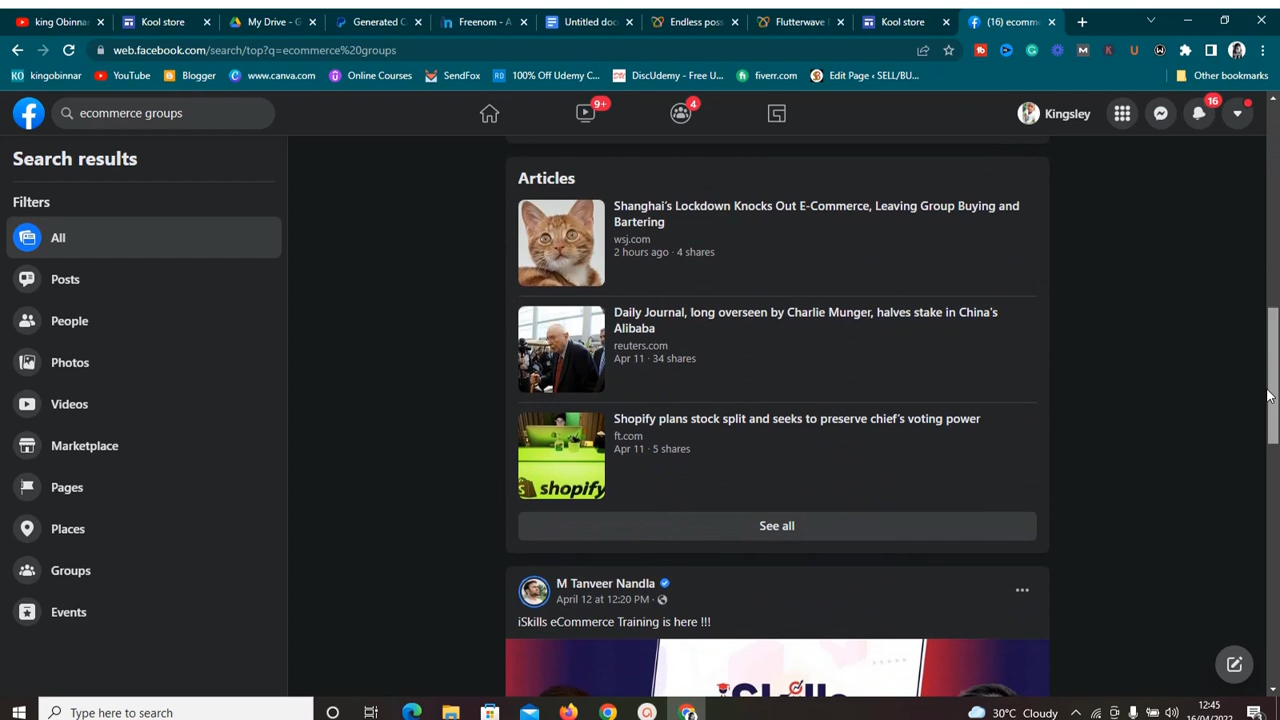 king Obinna
Kool store
My Drive - G
Generated C
Freenom - A
Untitled doc
Endless poss
Flutterwave
Kool store
(16) ecomm
web.facebook.com/search/top?q=ecommerce%20groups
kingobinnar
YouTube
Blogger
www.canva.com
Online Courses
SendFox
100% Off Udemy C...
DiscUdemy - Free U...
fiverr.com
Edit Page ‹ SELL/BU...
Other bookmarks
ecommerce groups
9+
4
Kingsley
16
Search results
Filters
All
Posts
People
Photos
Videos
Marketplace
Pages
Places
Groups
Events
Articles
Shanghai's Lockdown Knocks Out E-Commerce, Leaving Group Buying and
Bartering
wsj.com
2 hours ago · 4 shares
Daily Journal, long overseen by Charlie Munger, halves stake in China's
Alibaba
reuters.com
Apr 11 · 34 shares
Shopify plans stock split and seeks to preserve chief's voting power
ft.com
Apr 11 · 5 shares
shopify
See all
M Tanveer Nandla
April 12 at 12:20 PM ·
iSkills eCommerce Training is here !!!
iSkills
Type here to search
30°C Cloudy
12:45
16/04/2022